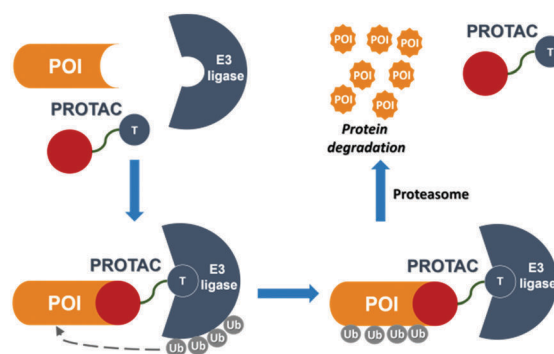 POI
E3
ligase
PROTAC
T
POI POI POI
POI POI
POI POI
Protein
degradation
PROTAC
T
Proteasome
PROTAC
POI
T
E3
ligase
Ub Ub Ub Ub
PROTAC
POI
T
E3
ligase
Ub Ub Ub Ub